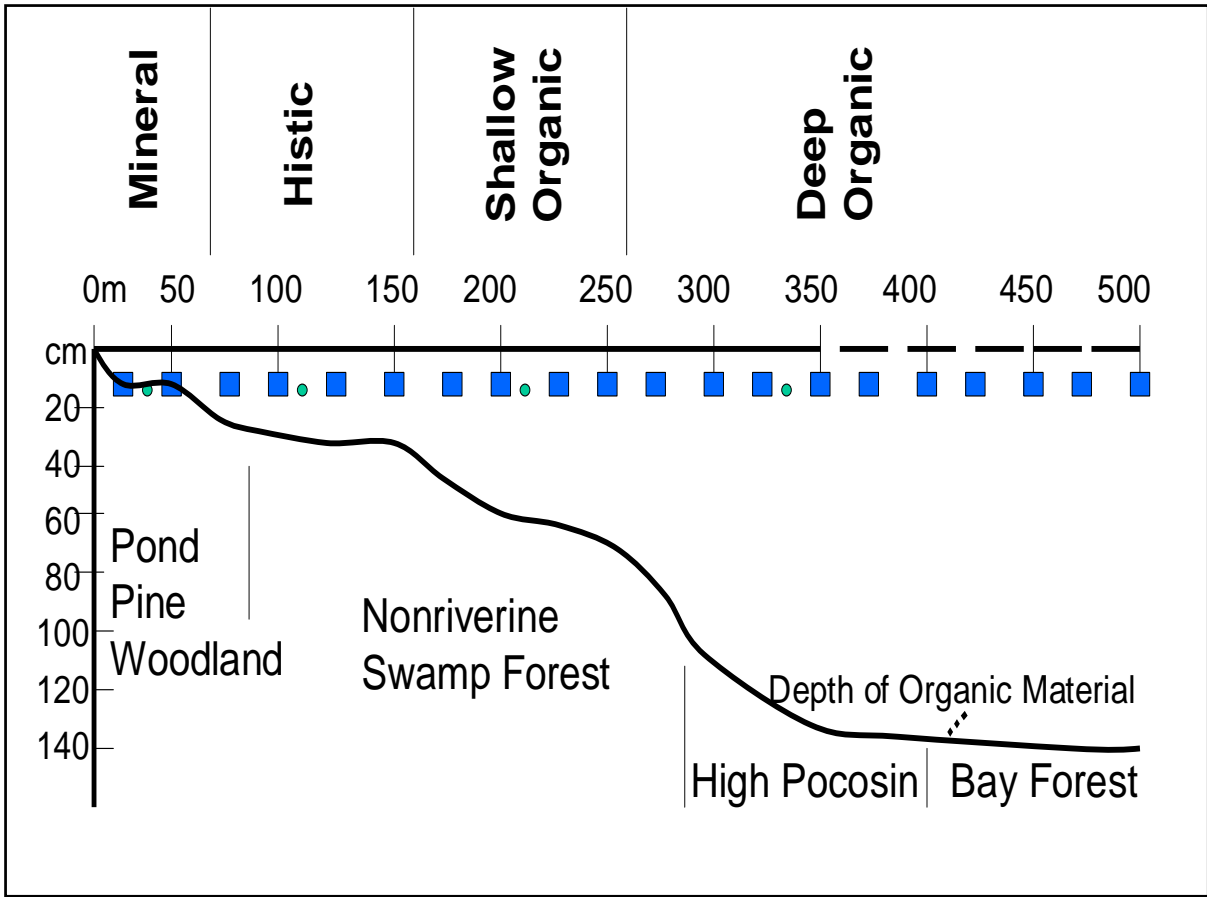 Mineral
Histic
Shallow
Organic
Deep
Organic
0m 50 100 150 200 250 300 350 400 450 500
cm
20
40
60
80
100
120
140
Pond
Pine
Woodland
Nonriverine
Swamp Forest
Depth of Organic Material
High Pocosin
Bay Forest